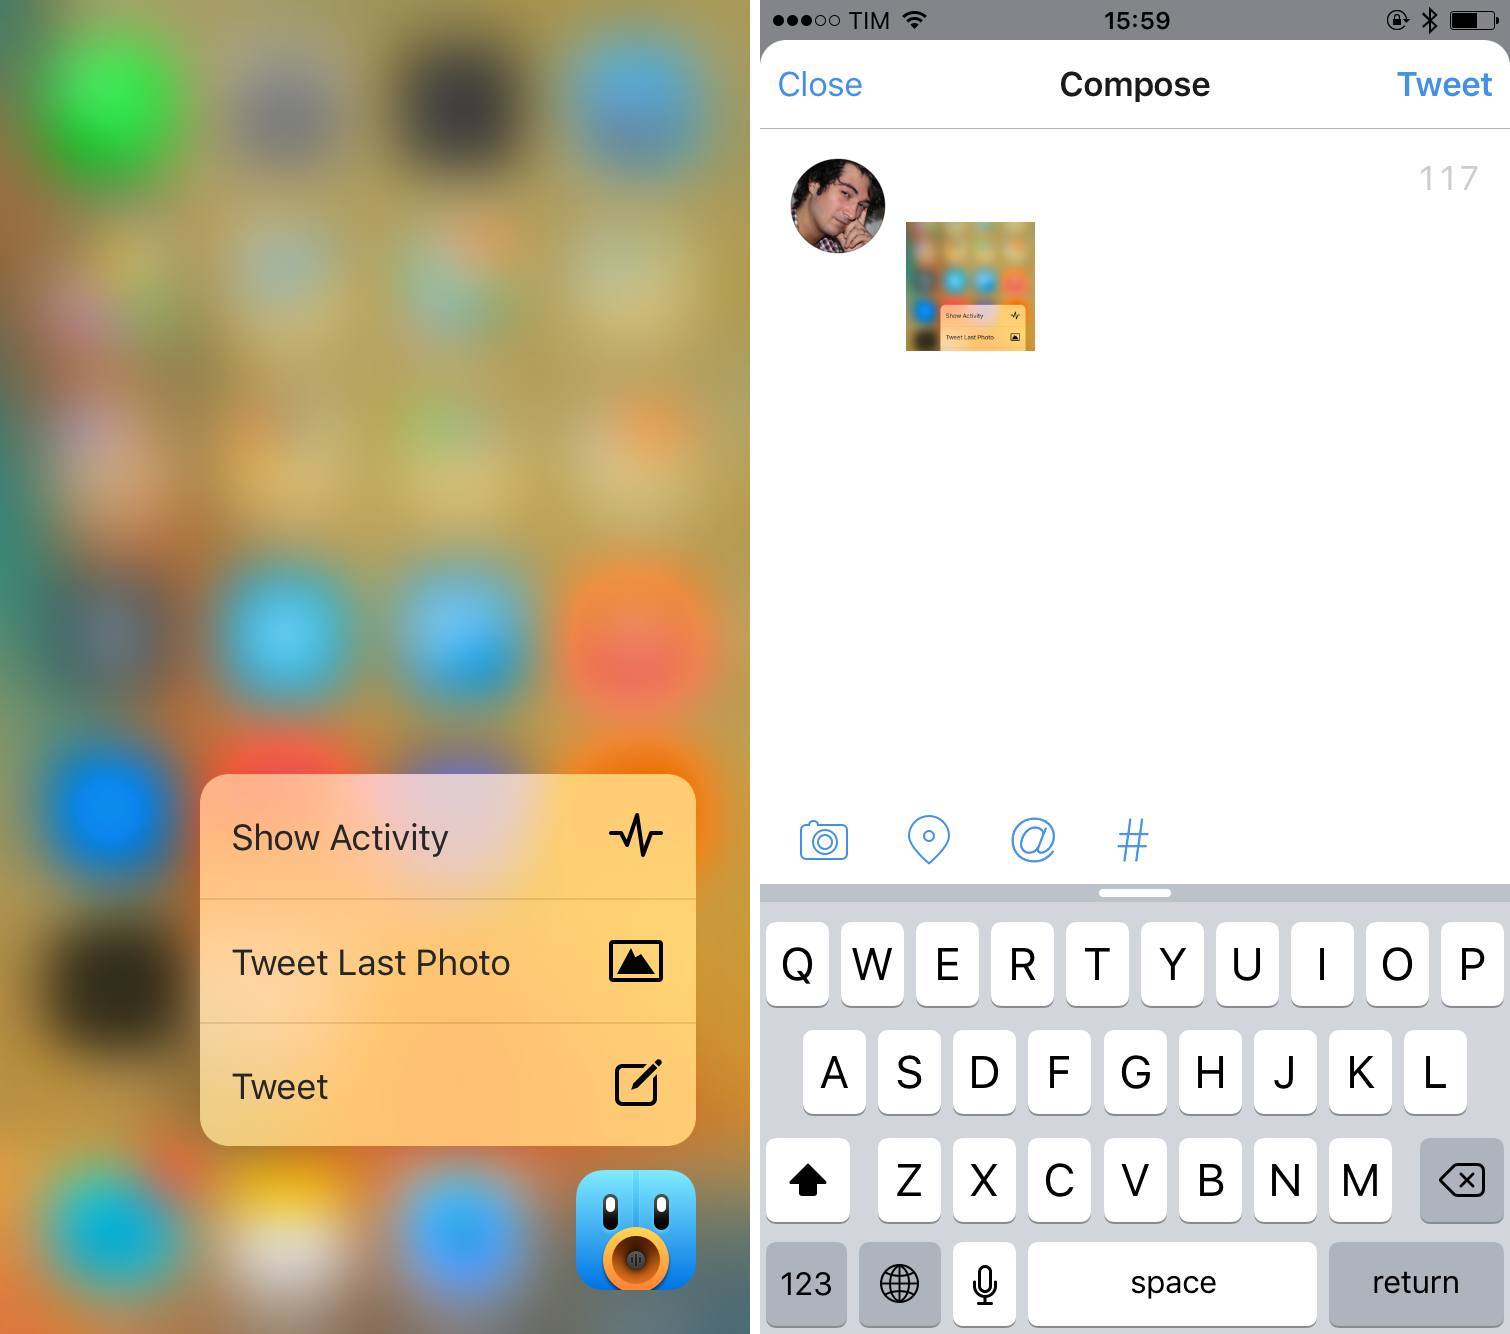 Show Activity
Tweet Last Photo
Tweet
TIM 15:59
Close Compose Tweet
117
Show Activity
Tweet Last Photo
@ #
Q W E R T Y U I O P
A S D F G H J K L
Z X C V B N M
123 space return